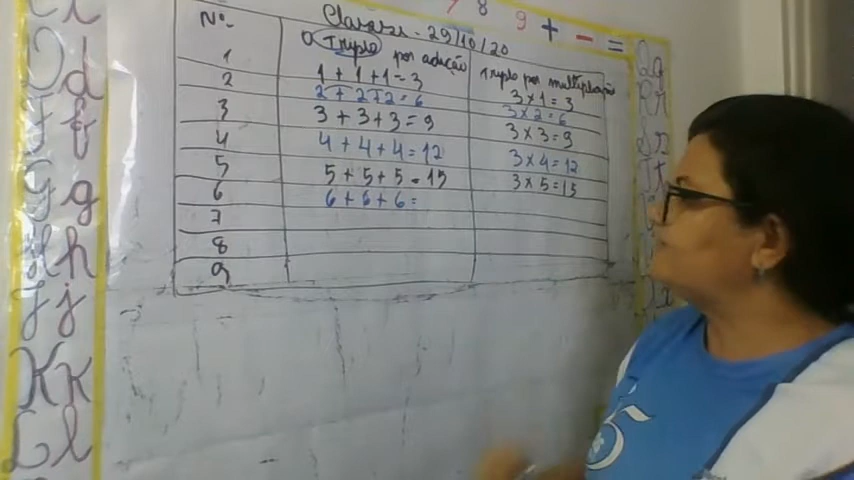 7 8 9 + - =
Nº
29/10/20
O Triplo por adição
Triplo por multiplicação
1
1 + 1 + 1 = 3
3 x 1 = 3
2
2 + 2 + 2 = 6
3 x 2 = 6
3
3 + 3 + 3 = 9
3 x 3 = 9
4
4 + 4 + 4 = 12
3 x 4 = 12
5
5 + 5 + 5 = 15
3 x 5 = 15
6
6 + 6 + 6 =
7
8
9
d
G g
h
J j
K k
L l